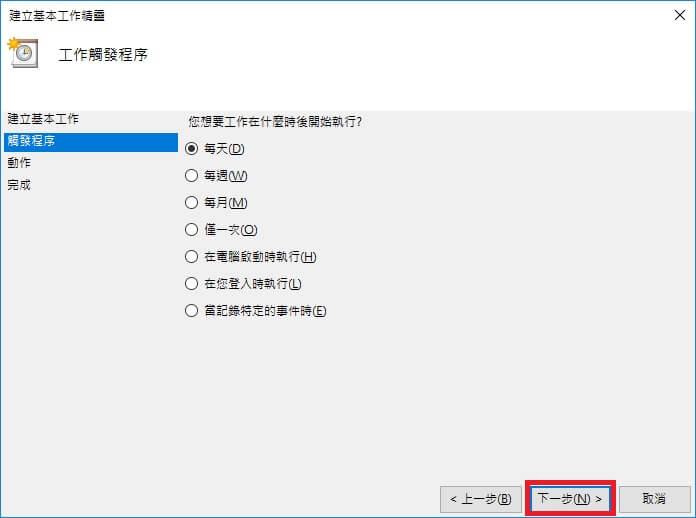 建立基本工作精靈
工作觸發程序
建立基本工作
觸發程序
動作
完成
您想要工作在什麼時後開始執行?
每天(D)
每週(W)
每月(M)
僅一次(O)
在電腦啟動時執行(H)
在您登入時執行(L)
當記錄特定的事件時(E)
< 上一步(B)
下一步(N) >
取消